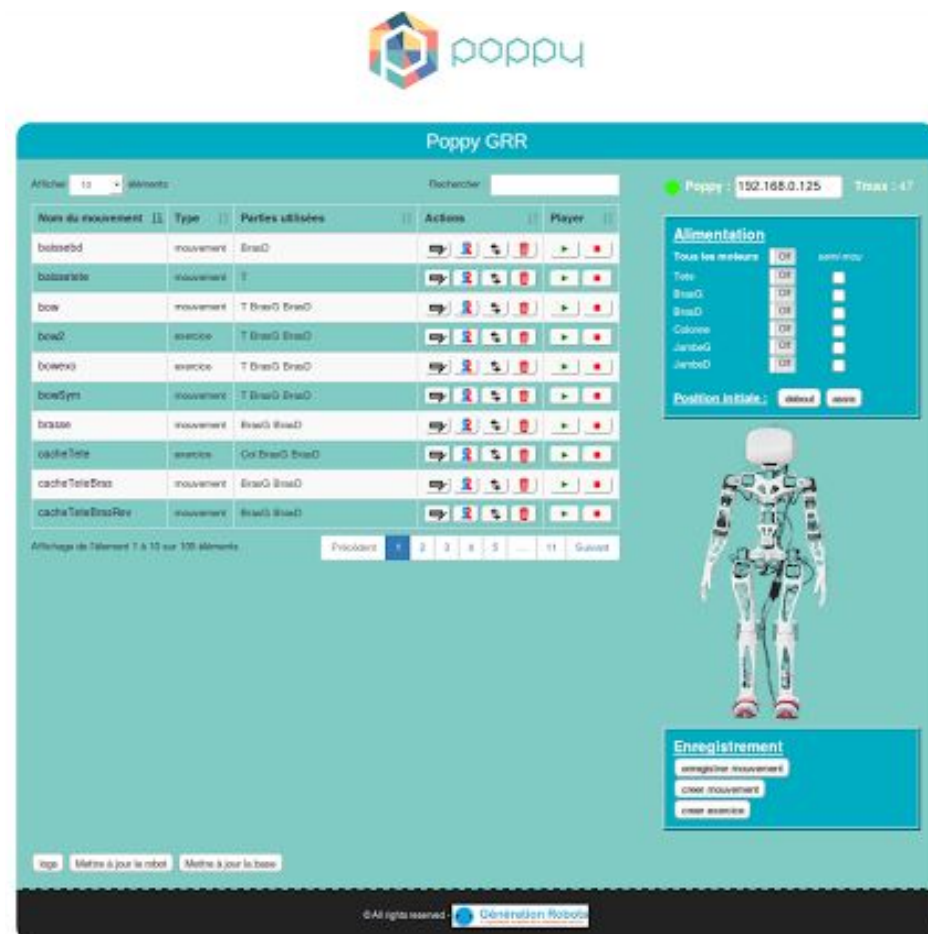 poppy
Poppy GRR
Afficher 10 éléments
Rechercher
Poppy : 192.168.0.125 Tmax : 47
Nom du mouvement Type Parties utilisées Actions Player
baissebd mouvement BrasD
baissetete mouvement T
bow mouvement T BrasG BrasD
bow2 exercice T BrasG BrasD
bowexo exercice T BrasG BrasD
bowSym mouvement T BrasG BrasD
brasse mouvement BrasG BrasD
cacheTete exercice Col BrasG BrasD
cacheTeteBras mouvement BrasG BrasD
cacheTeteBrasRev mouvement BrasG BrasD
Affichage de l'élement 1 à 10 sur 109 éléments
Précédent 1 2 3 4 5 ... 11 Suivant
Alimentation
Tous les moteurs Off semi mou
Tete Off
BrasG Off
BrasD Off
Colonne Off
JambeG Off
JambeD Off
Position initiale : debout assis
Enregistrement
enregistrer mouvement
creer mouvement
creer exercice
logs Mettre à jour le robot Mettre à jour la base
©All rights reserved - Génération Robots